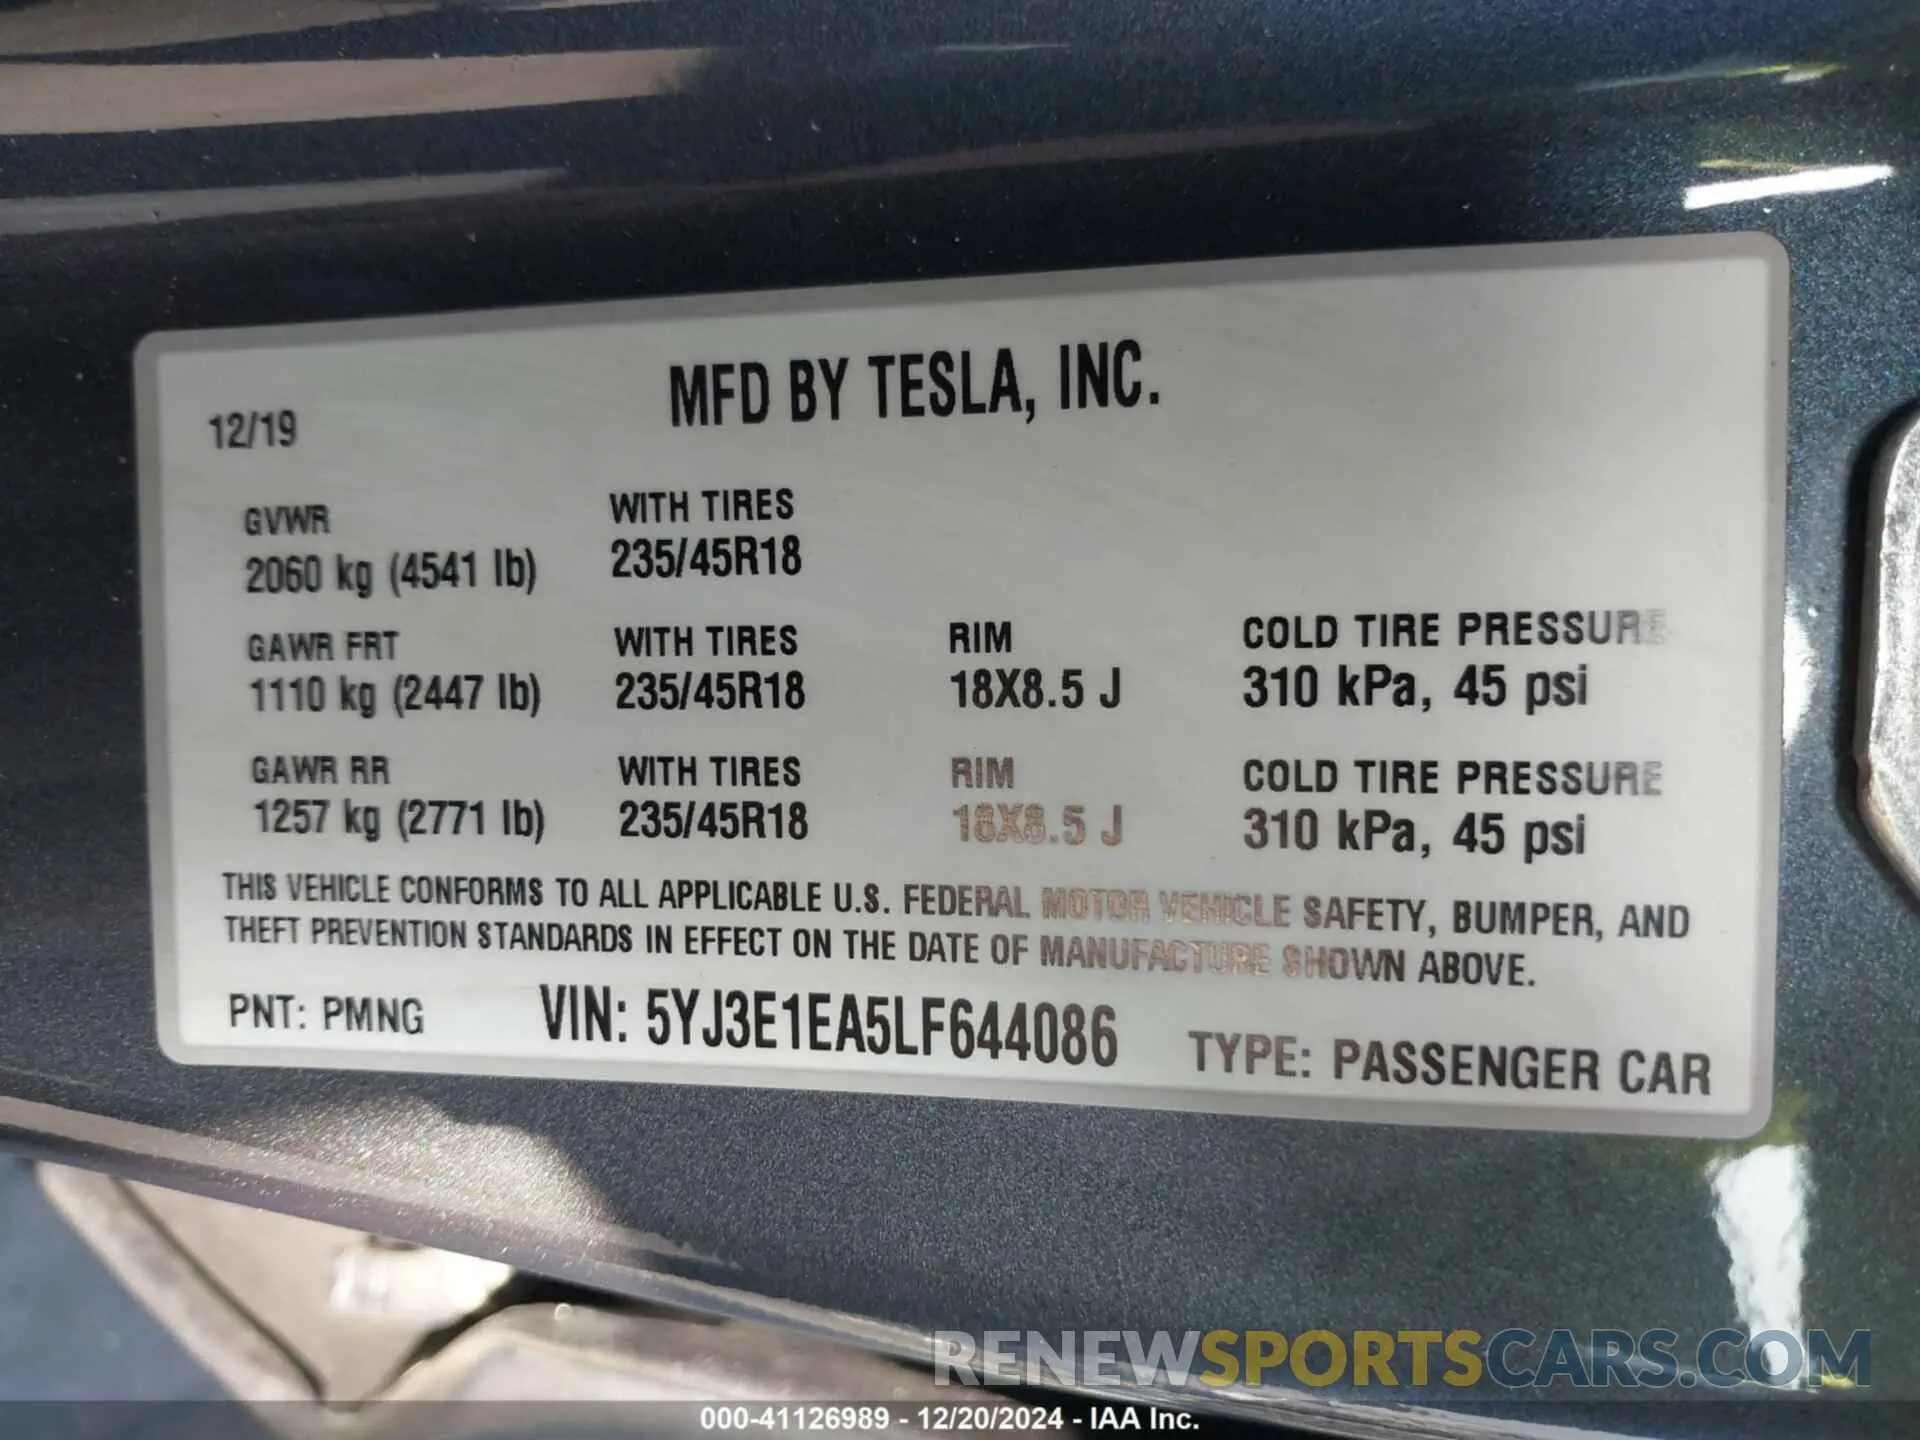 MFD BY TESLA, INC.
12/19
GVWR WITH TIRES
2060 kg (4541 lb) 235/45R18
GAWR FRT WITH TIRES RIM COLD TIRE PRESSURE
1110 kg (2447 lb) 235/45R18 18X8.5 J 310 kPa, 45 psi
GAWR RR WITH TIRES RIM COLD TIRE PRESSURE
1257 kg (2771 lb) 235/45R18 18X8.5 J 310 kPa, 45 psi
THIS VEHICLE CONFORMS TO ALL APPLICABLE U.S. FEDERAL MOTOR VEHICLE SAFETY, BUMPER, AND
THEFT PREVENTION STANDARDS IN EFFECT ON THE DATE OF MANUFACTURE SHOWN ABOVE.
PNT: PMNG VIN: 5YJ3E1EA5LF644086 TYPE: PASSENGER CAR
RENEWSPORTSCARS.COM
000-41126989 - 12/20/2024 - IAA Inc.